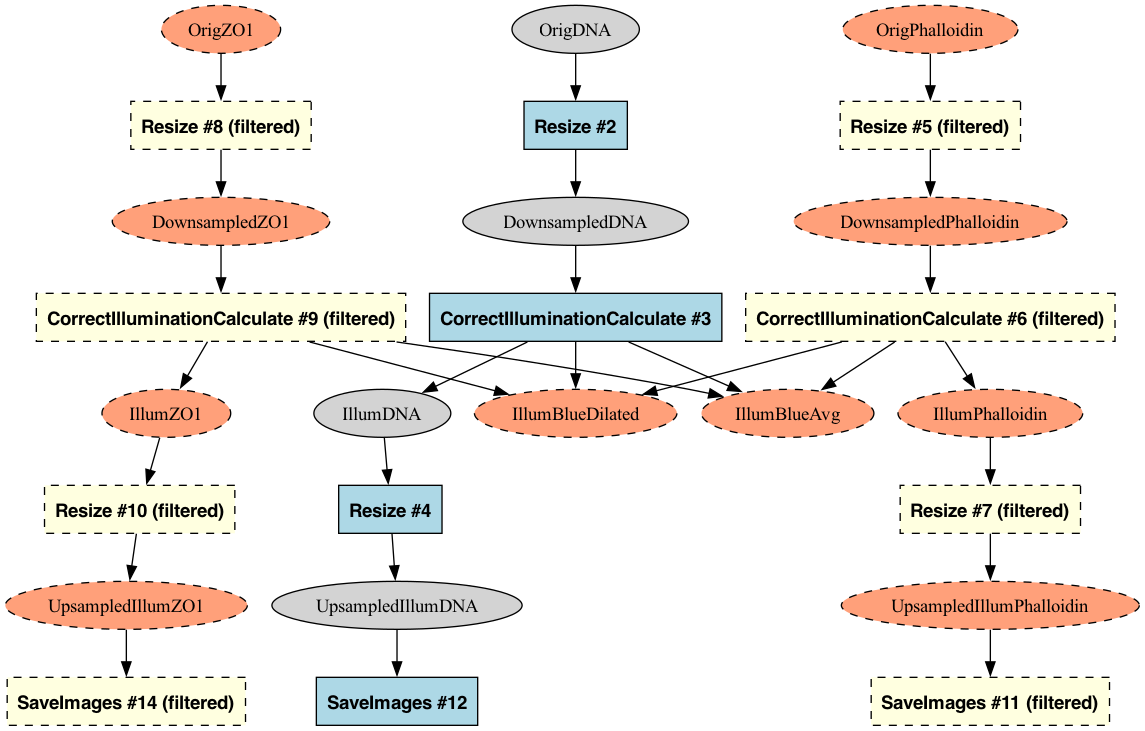 OrigZO1
OrigDNA
OrigPhalloidin
Resize #8 (filtered)
Resize #2
Resize #5 (filtered)
DownsampledZO1
DownsampledDNA
DownsampledPhalloidin
CorrectIlluminationCalculate #9 (filtered)
CorrectIlluminationCalculate #3
CorrectIlluminationCalculate #6 (filtered)
IllumZO1
IllumDNA
IllumBlueDilated
IllumBlueAvg
IllumPhalloidin
Resize #10 (filtered)
Resize #4
Resize #7 (filtered)
UpsampledIllumZO1
UpsampledIllumDNA
UpsampledIllumPhalloidin
SaveImages #14 (filtered)
SaveImages #12
SaveImages #11 (filtered)